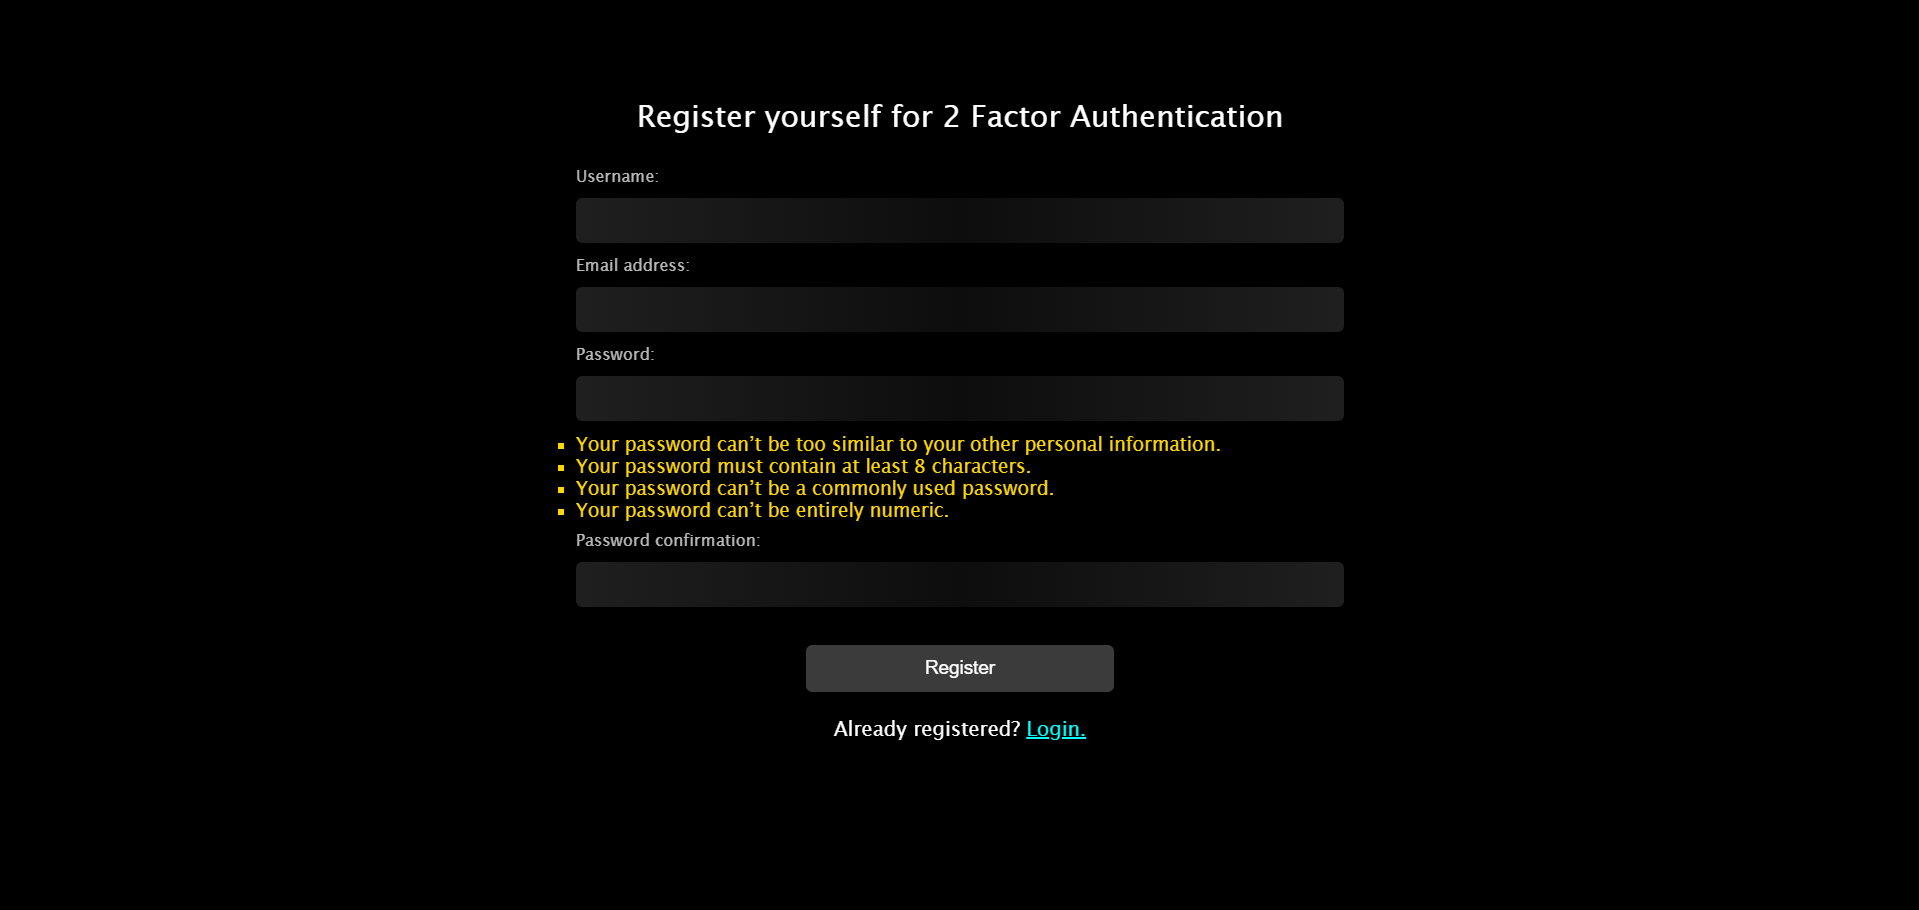 Register yourself for 2 Factor Authentication
Username:
Email address:
Password:
Your password can’t be too similar to your other personal information.
Your password must contain at least 8 characters.
Your password can’t be a commonly used password.
Your password can’t be entirely numeric.
Password confirmation:
Register
Already registered? Login.